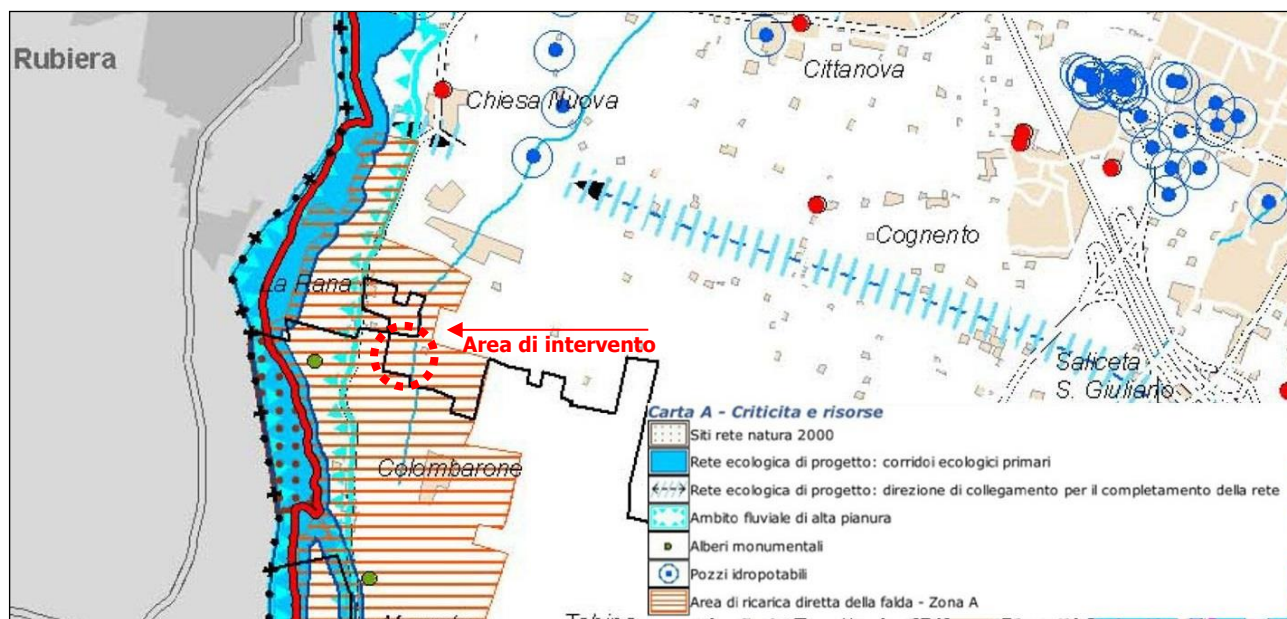 Rubiera
Cittanova
Chiesa Nuova
Cognento
La Rana
Area di intervento
Saliceta
S. Giuliano
Colombarone
Carta A - Criticita e risorse
Siti rete natura 2000
Rete ecologica di progetto: corridoi ecologici primari
Rete ecologica di progetto: direzione di collegamento per il completamento della rete
Ambito fluviale di alta pianura
Alberi monumentali
Pozzi idropotabili
Area di ricarica diretta della falda - Zona A